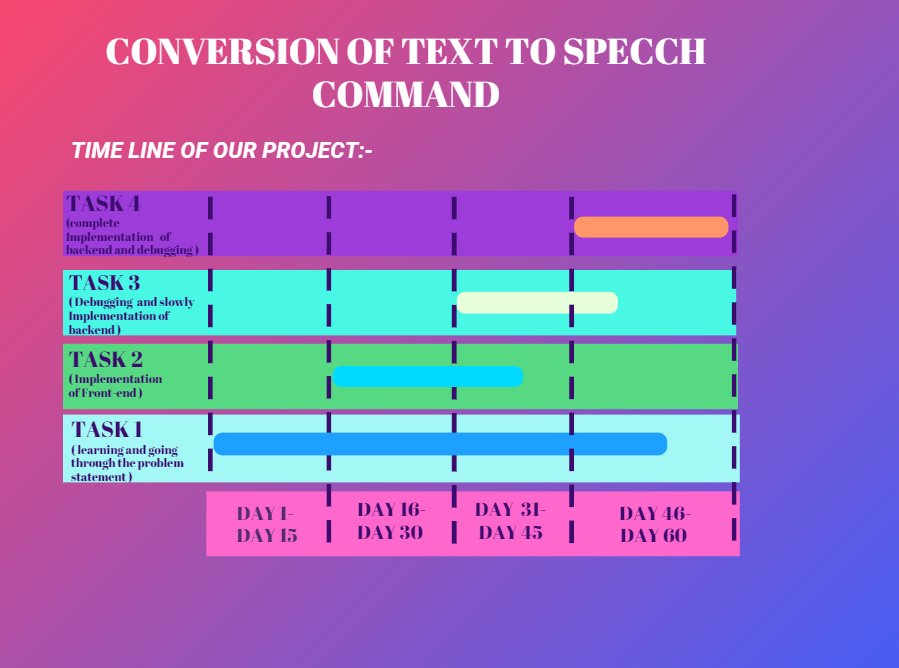 CONVERSION OF TEXT TO SPECCH
COMMAND
TIME LINE OF OUR PROJECT:-
TASK 4
(complete
Implementation of
backend and debugging )
TASK 3
( Debugging and slowly
Implementation of
backend )
TASK 2
( Implementation
of Front-end )
TASK 1
( learning and going
through the problem
statement )
DAY 1-
DAY 15
DAY 16-
DAY 30
DAY 31-
DAY 45
DAY 46-
DAY 60